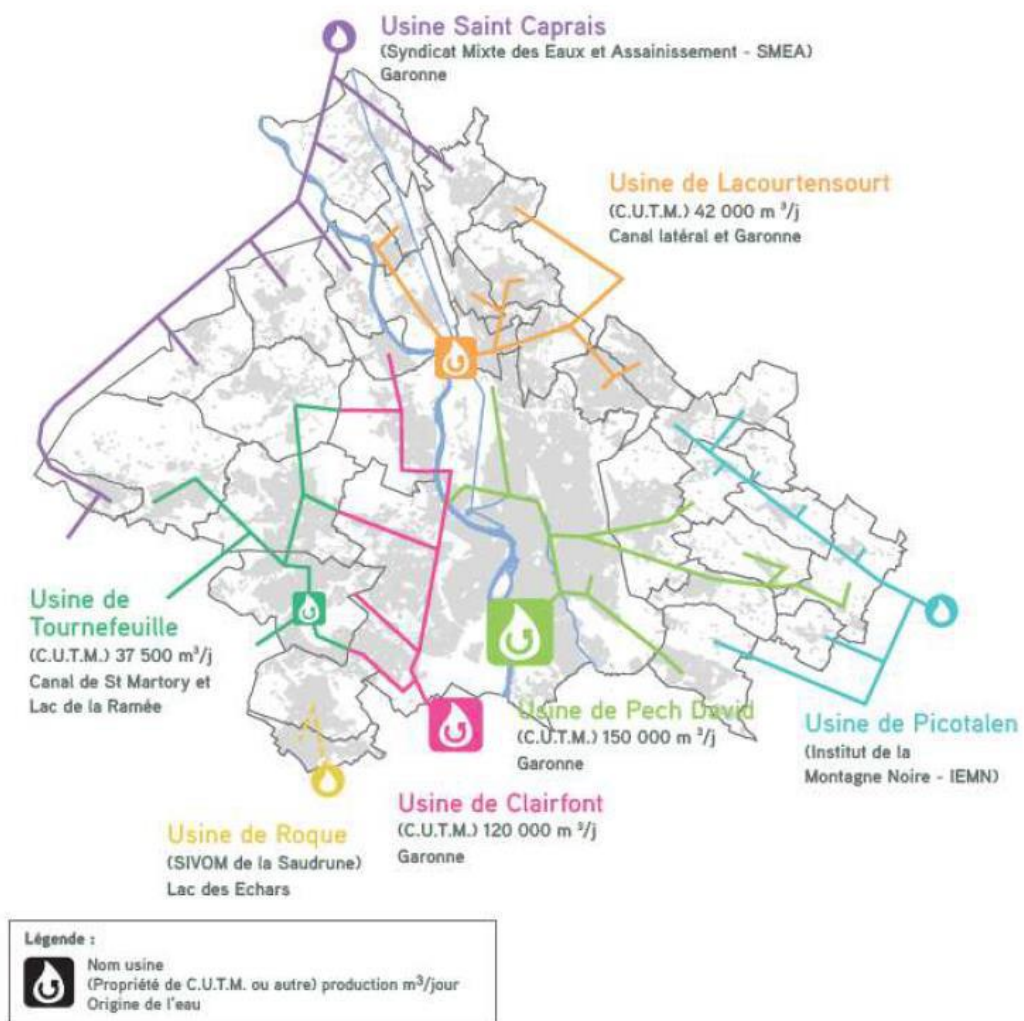 Usine Saint Caprais
(Syndicat Mixte des Eaux et Assainissement - SMEA)
Garonne
Usine de Lacourtensourt
(C.U.T.M.) 42 000 m³/j
Canal latéral et Garonne
Usine de
Tournefeuille
(C.U.T.M.) 37 500 m³/j
Canal de St Martory et
Lac de la Ramée
Usine de Pech David
(C.U.T.M.) 150 000 m³/j
Garonne
Usine de Picotalen
(Institut de la
Montagne Noire - IEMN)
Usine de Clairfont
(C.U.T.M.) 120 000 m³/j
Garonne
Usine de Roque
(SIVOM de la Saudrune)
Lac des Echars
Légende :
Nom usine
(Propriété de C.U.T.M. ou autre) production m³/jour
Origine de l'eau